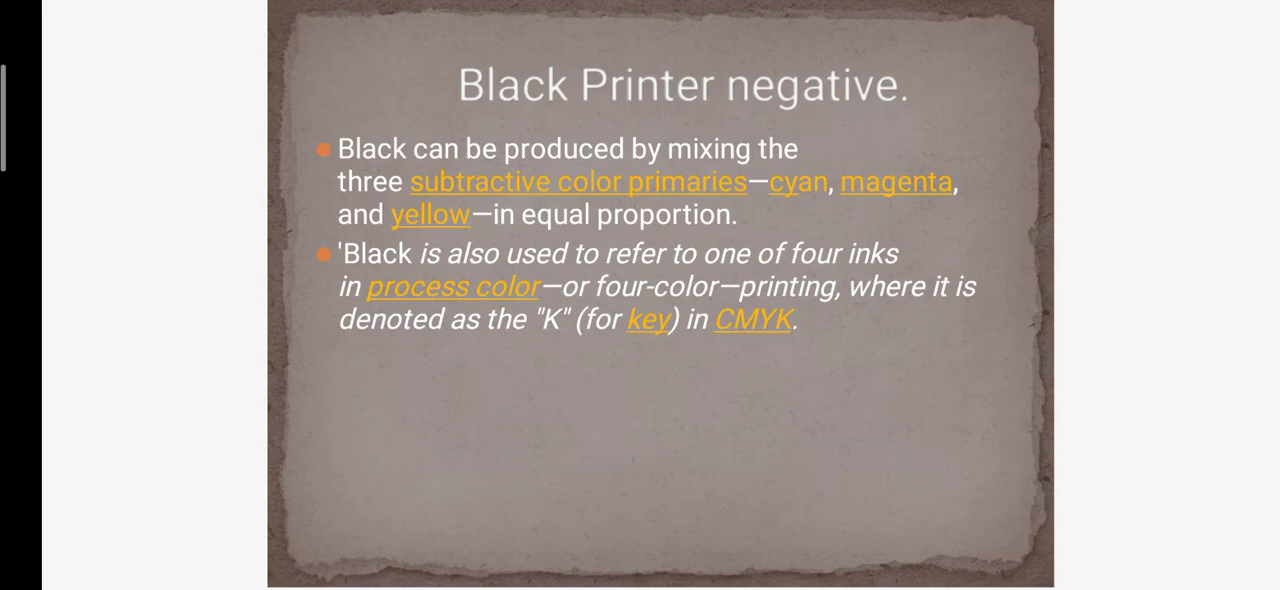 Black Printer negative.
Black can be produced by mixing the
three subtractive color primaries—cyan, magenta,
and yellow—in equal proportion.
'Black is also used to refer to one of four inks
in process color—or four-color—printing, where it is
denoted as the "K" (for key) in CMYK.